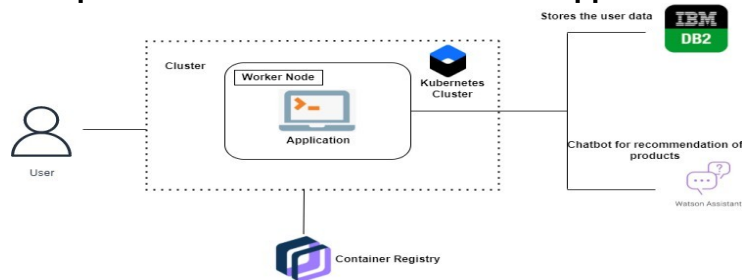 Stores the user data
IBM
DB2
Cluster
Worker Node
Kubernetes
Cluster
>-
Application
Chatbot for recommendation of
products
User
?
Watson Assistant
Container Registry